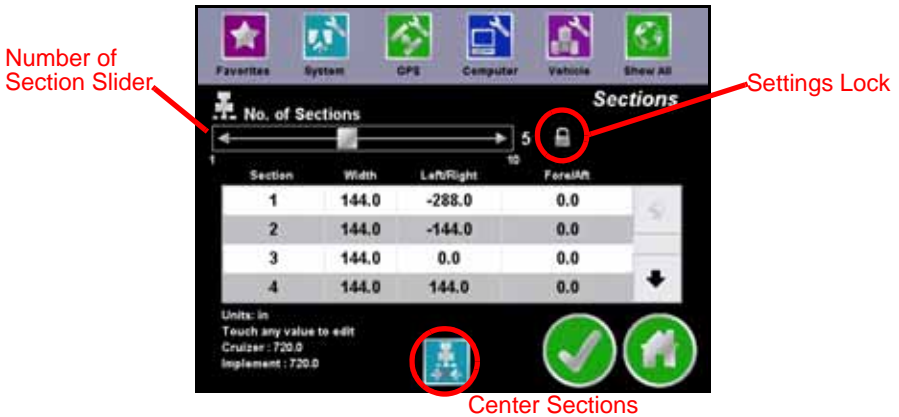 Favorites System GPS Computer Vehicle Show All
Number of
Section Slider
Settings Lock
Sections
No. of Sections
5
1 10
Section Width Left/Right Fore/Aft
1 144.0 -288.0 0.0
2 144.0 -144.0 0.0
3 144.0 0.0 0.0
4 144.0 144.0 0.0
Units: in
Touch any value to edit
Cruizer : 720.0
Implement : 720.0
Center Sections